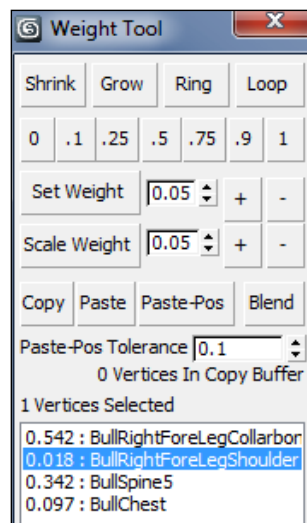 Weight Tool
Shrink Grow Ring Loop
0 .1 .25 .5 .75 .9 1
Set Weight 0.05 + -
Scale Weight 0.05 + -
Copy Paste Paste-Pos Blend
Paste-Pos Tolerance 0.1
0 Vertices In Copy Buffer
1 Vertices Selected
0.542 : BullRightForeLegCollarbon
0.018 : BullRightForeLegShoulder
0.342 : BullSpine5
0.097 : BullChest